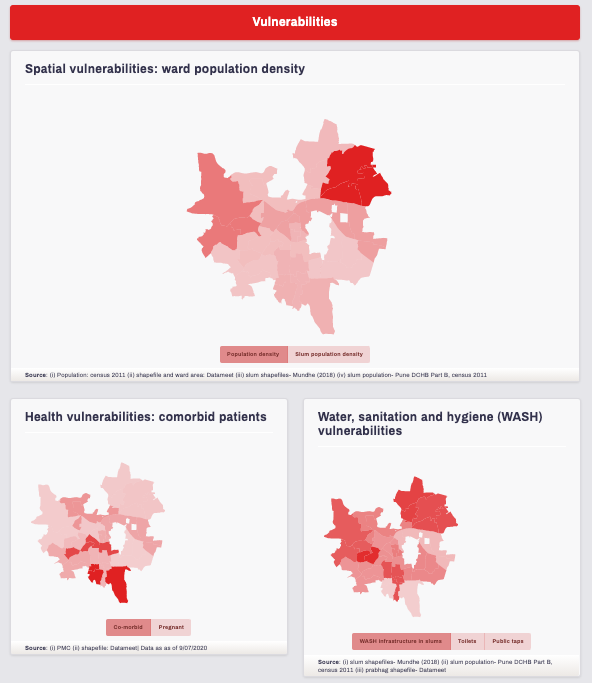 Vulnerabilities
Spatial vulnerabilities: ward population density
Population density
Slum population density
Source: (i) Population: census 2011 (ii) shapefile and ward area: Datameet (iii) slum shapefiles- Mundhe (2018) (iv) slum population- Pune DCHB Part B, census 2011
Health vulnerabilities: comorbid patients
Co-morbid
Pregnant
Source: (i) PMC (ii) shapefile: Datameet| Data as as of 9/07/2020
Water, sanitation and hygiene (WASH)
vulnerabilities
WASH infrastructure in slums
Toilets
Public taps
Source: (i) slum shapefiles- Mundhe (2018) (ii) slum population- Pune DCHB Part B,
census 2011 (iii) prabhag shapefile- Datameet